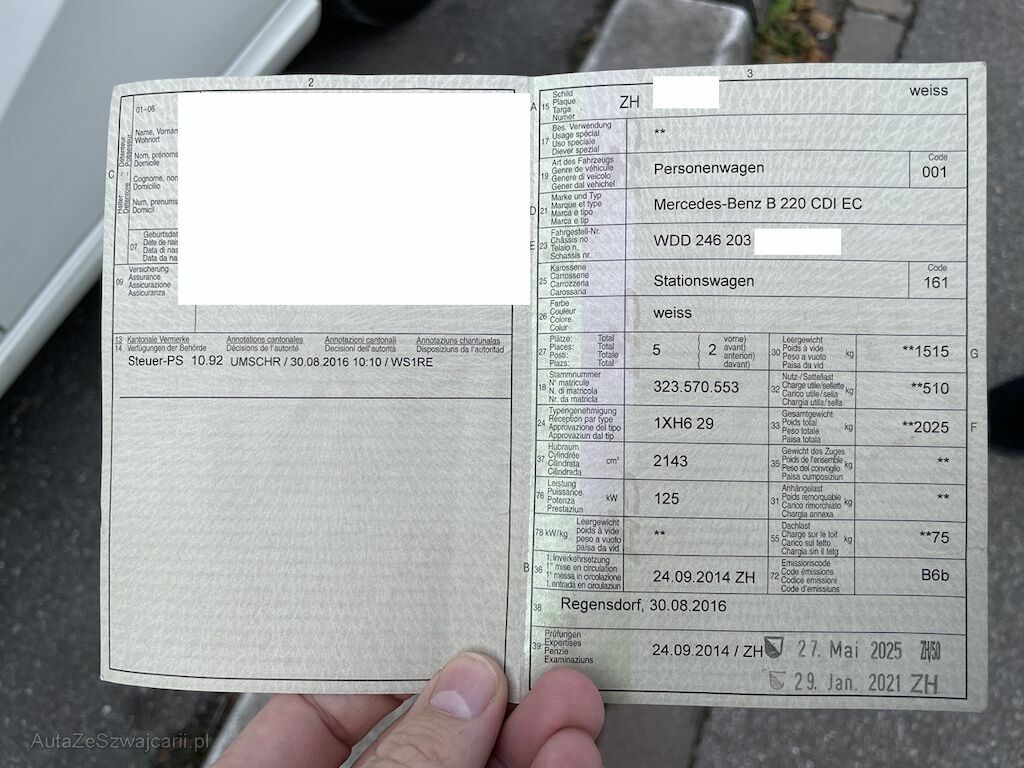 2
01-06
Name, Vornam
Wohnort
Nom, prénoms
Domicile
Cognome, nom
Domicilio
Num, prenums
Domicil
C
Halter
Détenteur
Detentore
Possessur
07
Geburtsdat
Date de nais
Data di nas
Data da na
09
Versicherung
Assurance
Assicurazione
Assicuranza
13 Kantonale Vermerke Annotations cantonales Annotazioni cantonali Annotaziuns chantunalas
14 Verfügungen der Behörde Décisions de l'autorité Decisioni dell'autorità Disposiziuns da l'autoritad
Steuer-PS 10.92 UMSCHR / 30.08.2016 10:10 / WS1RE
3
A 15
Schild
Plaque
Targa
Numer
ZH
weiss
17
Bes. Verwendung
Usage spécial
Uso speciale
Diever spezial
**
19
Art des Fahrzeugs
Genre de véhicule
Genere di veicolo
Gener dal vehichel
Personenwagen
Code
001
D 21
Marke und Typ
Marque et type
Marca e tipo
Marca e tip
Mercedes-Benz B 220 CDI EC
E 23
Fahrgestell-Nr.
Châssis no
Telaio n.
Schassis nr.
WDD 246 203
25
Karosserie
Carrosserie
Carrozzeria
Carossaria
Stationswagen
Code
161
26
Farbe
Couleur
Colore
Colur
weiss
27
Plätze: Total
Places: Total
Posti: Totale
Plazs: Total
5
2
vorne)
avant)
anteriori)
davant)
30
Leergewicht
Poids à vide
Peso a vuoto
Paisa da vid
kg
**1515
G
18
Stammnummer
N° matricule
N. di matricola
Nr. da matricla
323.570.553
32
Nutz-/Sattellast
Charge utile/sellette
Carico utile/sella
Chargia utila/sella
kg
**510
24
Typengenehmigung
Réception par type
Approvazione del tipo
Approvaziun dal tip
1XH6 29
33
Gesamtgewicht
Poids total
Peso totale
Paisa totala
kg
**2025
F
37
Hubraum
Cylindrée
Cilindrata
Cilindrada
cm³
2143
35
Gewicht des Zuges
Poids de l'ensemble
Peso del convoglio
Paisa cumposiziun
kg
**
76
Leistung
Puissance
Potenza
Prestaziun
kW
125
31
Anhängelast
Poids remorquable
Carico rimorchiato
Chargia annexa
kg
**
78 kW/kg
Leergewicht
poids à vide
peso a vuoto
paisa da vid
**
55
Dachlast
Charge sur le toit
Carico sul tetto
Chargia sin il tetg
kg
**75
B 36
1. Inverkehrsetzung
1re mise en circulation
1a messa in circolazione
1. entrada en circulaziun
24.09.2014 ZH
72
Emissionscode
Code émissions
Codice emissioni
Code d'emissiuns
B6b
38
Regensdorf, 30.08.2016
39
Prüfungen
Expertises
Perizie
Examinaziuns
24.09.2014 / ZH
27. Mai 2025 ZH/50
29. Jan. 2021 ZH
AutaZeSzwajcarii.pl